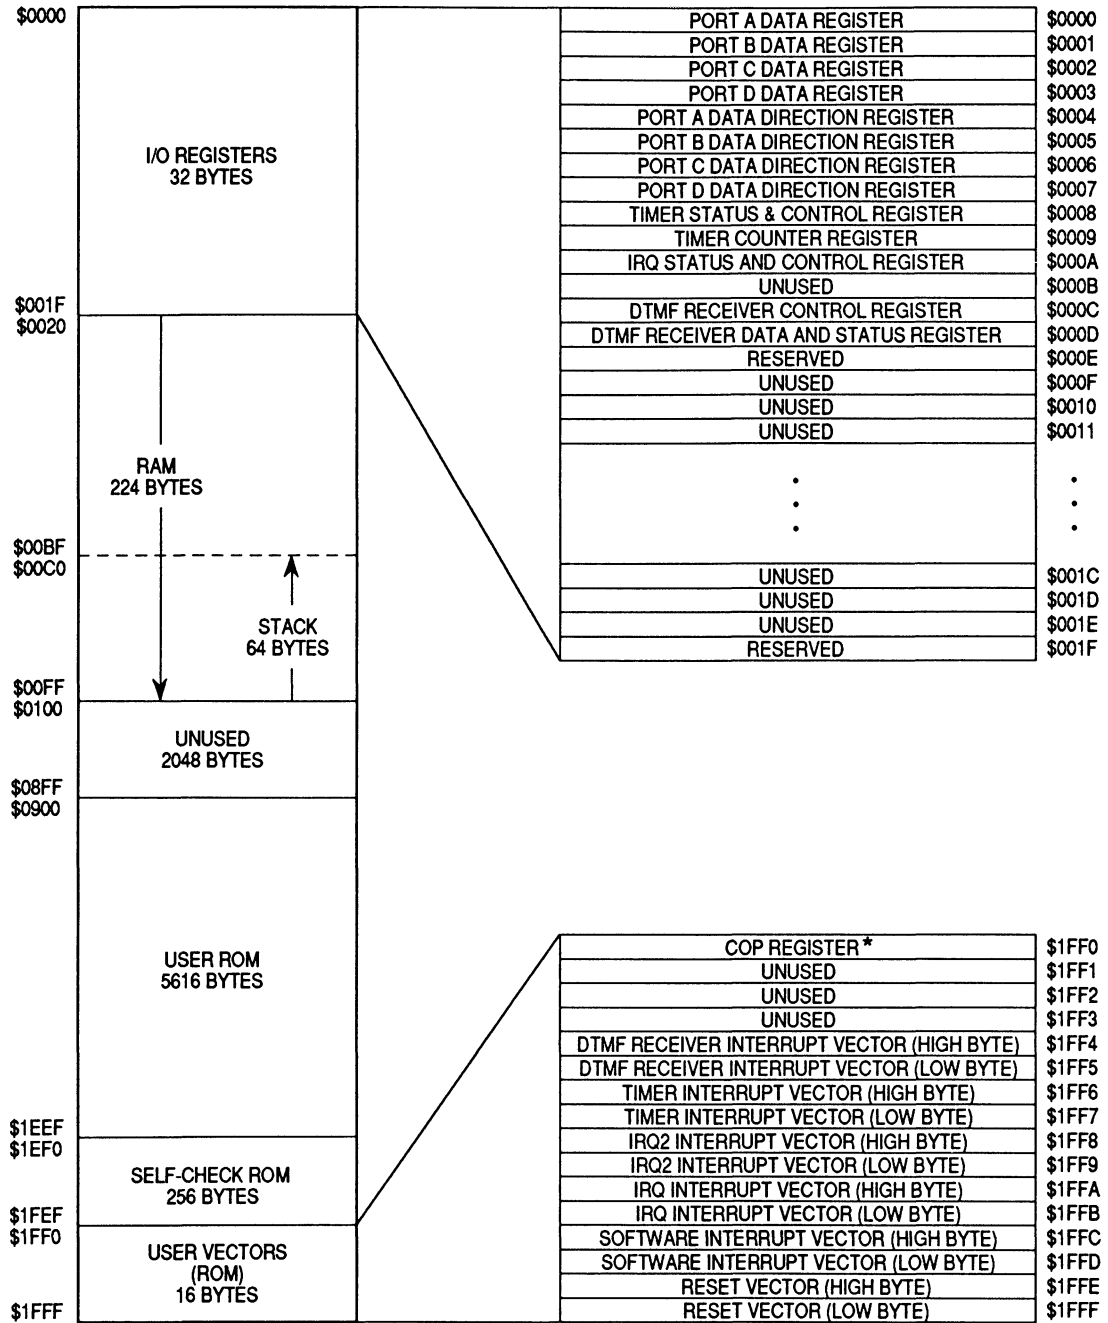 $0000
I/O REGISTERS
32 BYTES
$001F
$0020
RAM
224 BYTES
$00BF
$00C0
STACK
64 BYTES
$00FF
$0100
UNUSED
2048 BYTES
$08FF
$0900
USER ROM
5616 BYTES
$1EEF
$1EF0
SELF-CHECK ROM
256 BYTES
$1FEF
$1FF0
USER VECTORS
(ROM)
16 BYTES
$1FFF
PORT A DATA REGISTER $0000
PORT B DATA REGISTER $0001
PORT C DATA REGISTER $0002
PORT D DATA REGISTER $0003
PORT A DATA DIRECTION REGISTER $0004
PORT B DATA DIRECTION REGISTER $0005
PORT C DATA DIRECTION REGISTER $0006
PORT D DATA DIRECTION REGISTER $0007
TIMER STATUS & CONTROL REGISTER $0008
TIMER COUNTER REGISTER $0009
IRQ STATUS AND CONTROL REGISTER $000A
UNUSED $000B
DTMF RECEIVER CONTROL REGISTER $000C
DTMF RECEIVER DATA AND STATUS REGISTER $000D
RESERVED $000E
UNUSED $000F
UNUSED $0010
UNUSED $0011
UNUSED $001C
UNUSED $001D
UNUSED $001E
RESERVED $001F
COP REGISTER * $1FF0
UNUSED $1FF1
UNUSED $1FF2
UNUSED $1FF3
DTMF RECEIVER INTERRUPT VECTOR (HIGH BYTE) $1FF4
DTMF RECEIVER INTERRUPT VECTOR (LOW BYTE) $1FF5
TIMER INTERRUPT VECTOR (HIGH BYTE) $1FF6
TIMER INTERRUPT VECTOR (LOW BYTE) $1FF7
IRQ2 INTERRUPT VECTOR (HIGH BYTE) $1FF8
IRQ2 INTERRUPT VECTOR (LOW BYTE) $1FF9
IRQ INTERRUPT VECTOR (HIGH BYTE) $1FFA
IRQ INTERRUPT VECTOR (LOW BYTE) $1FFB
SOFTWARE INTERRUPT VECTOR (HIGH BYTE) $1FFC
SOFTWARE INTERRUPT VECTOR (LOW BYTE) $1FFD
RESET VECTOR (HIGH BYTE) $1FFE
RESET VECTOR (LOW BYTE) $1FFF